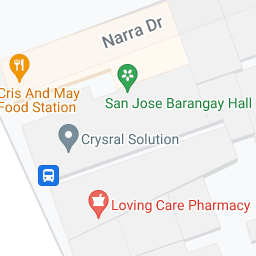 Narra Dr
Cris And May
Food Station
San Jose Barangay Hall
Crysral Solution
Loving Care Pharmacy